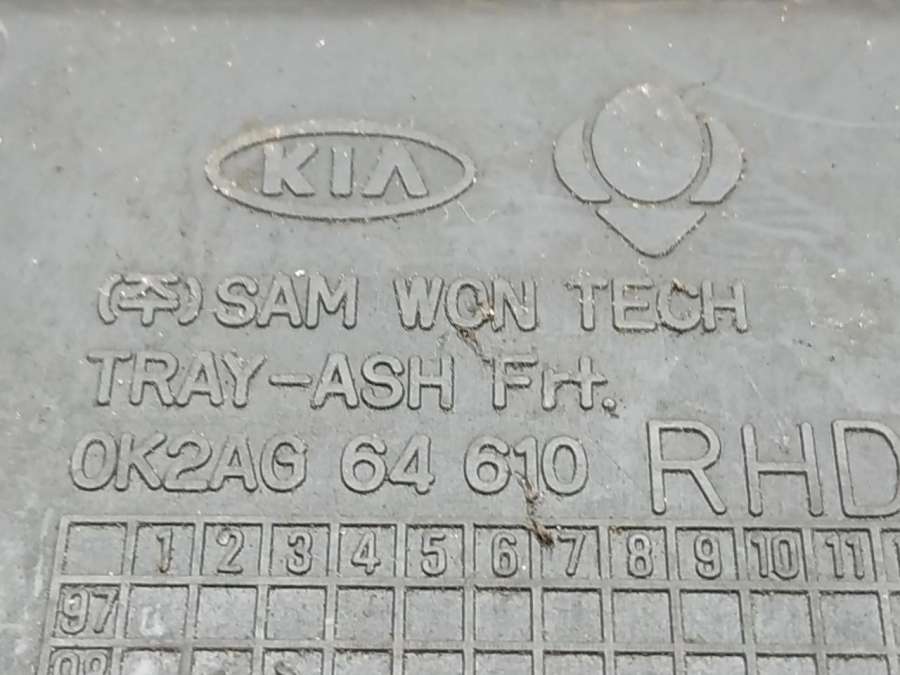 KIA
(주) SAM WON TECH
TRAY-ASH Frt.
0K2AG 64 610 RHD
1 2 3 4 5 6 7 8 9 10 11
97
98